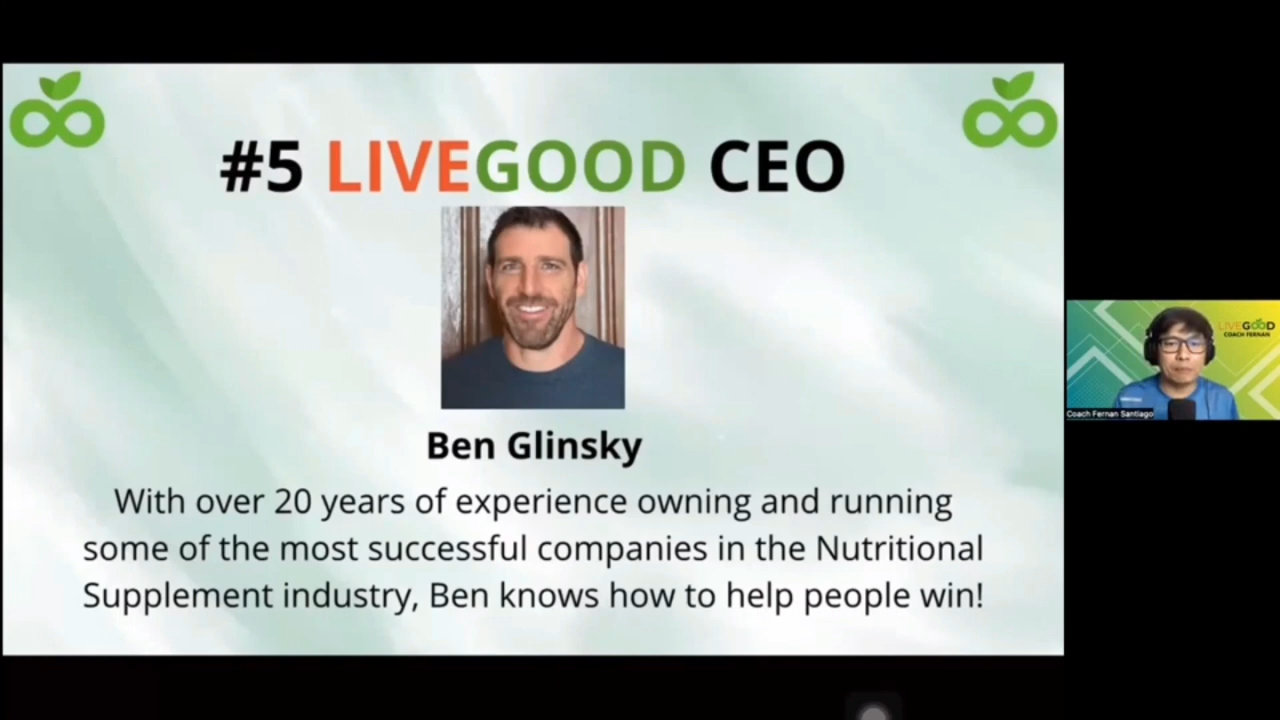 #5 LIVEGOOD CEO
Ben Glinsky
With over 20 years of experience owning and running
some of the most successful companies in the Nutritional
Supplement industry, Ben knows how to help people win!
LIVEGOOD
COACH FERNAN
Coach Fernan Santiago